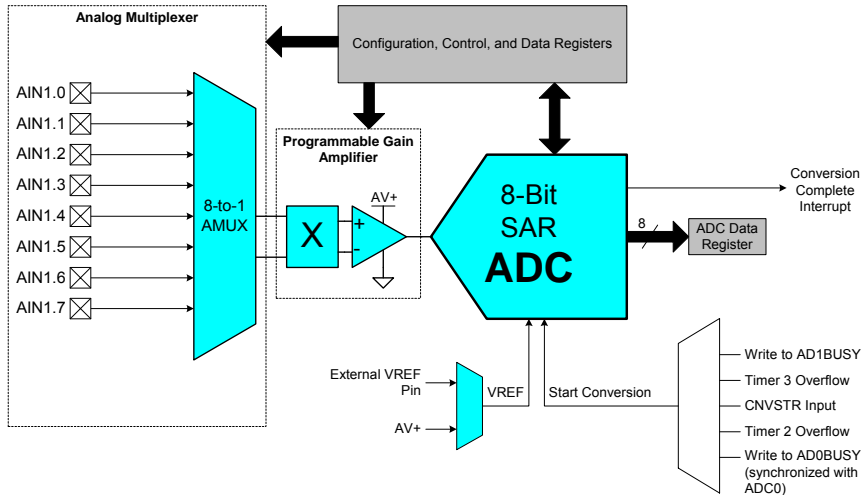 Analog Multiplexer
Configuration, Control, and Data Registers
AIN1.0
AIN1.1
AIN1.2
AIN1.3
AIN1.4
AIN1.5
AIN1.6
AIN1.7
8-to-1
AMUX
Programmable Gain
Amplifier
X
+
-
AV+
8-Bit
SAR
ADC
Conversion
Complete
Interrupt
8
ADC Data
Register
External VREF
Pin
AV+
VREF
Start Conversion
Write to AD1BUSY
Timer 3 Overflow
CNVSTR Input
Timer 2 Overflow
Write to AD0BUSY
(synchronized with
ADC0)